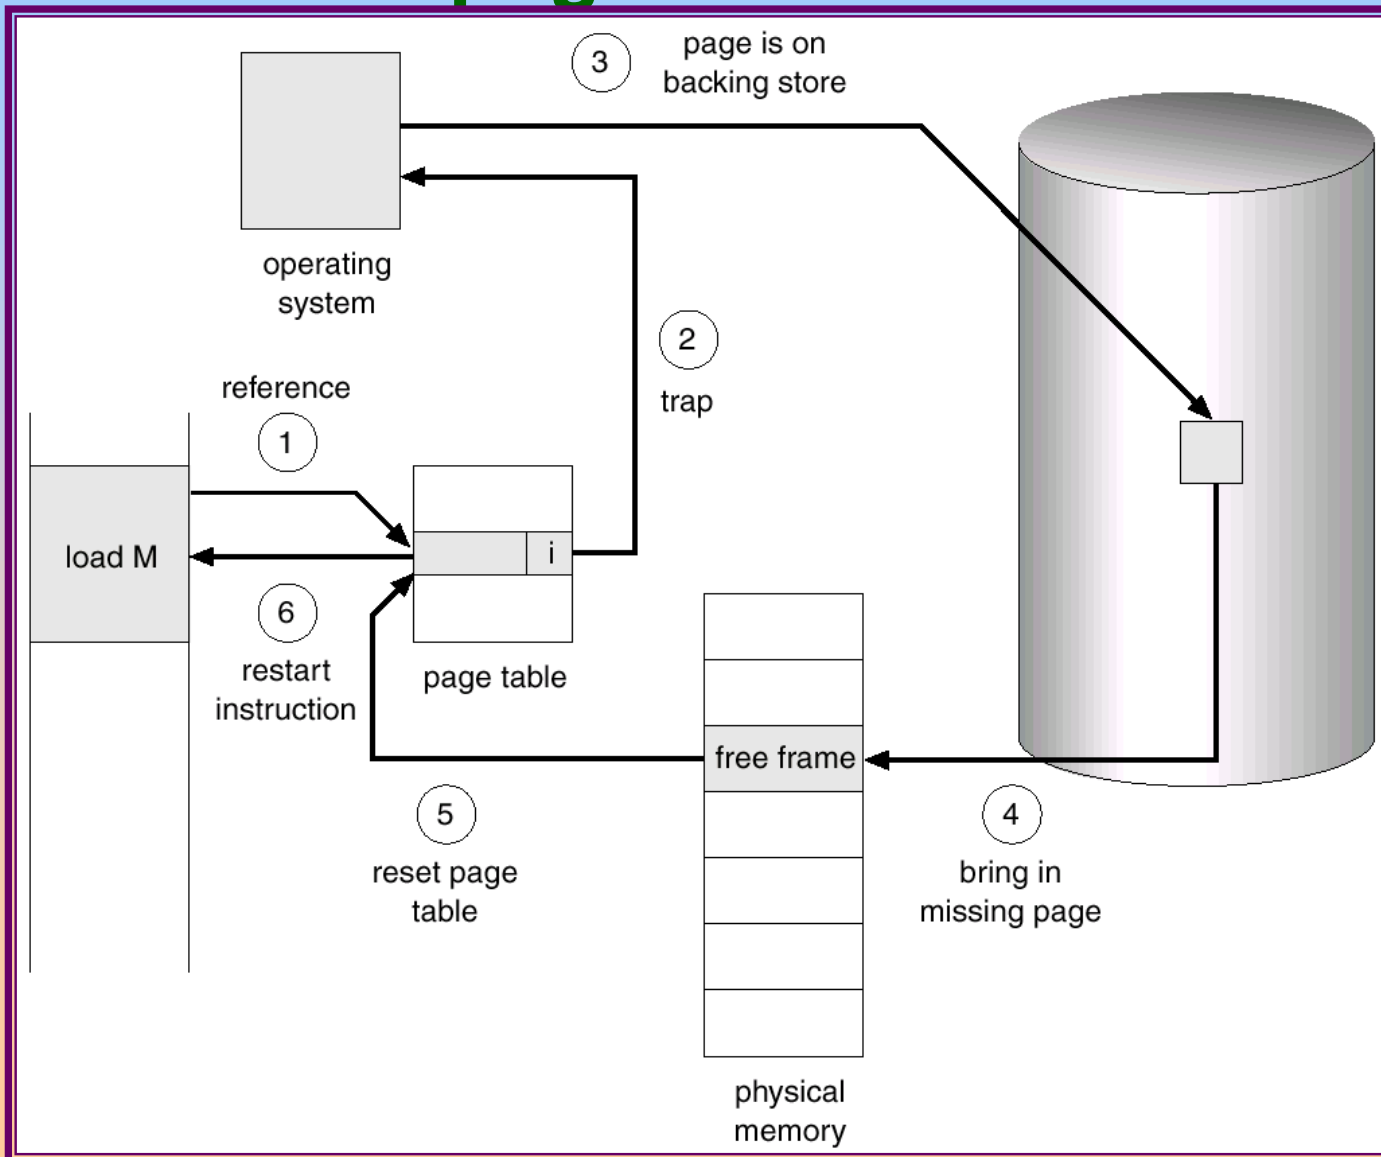 3
page is on
backing store
operating
system
2
trap
reference
1
load M
i
6
restart
instruction
page table
free frame
5
reset page
table
4
bring in
missing page
physical
memory